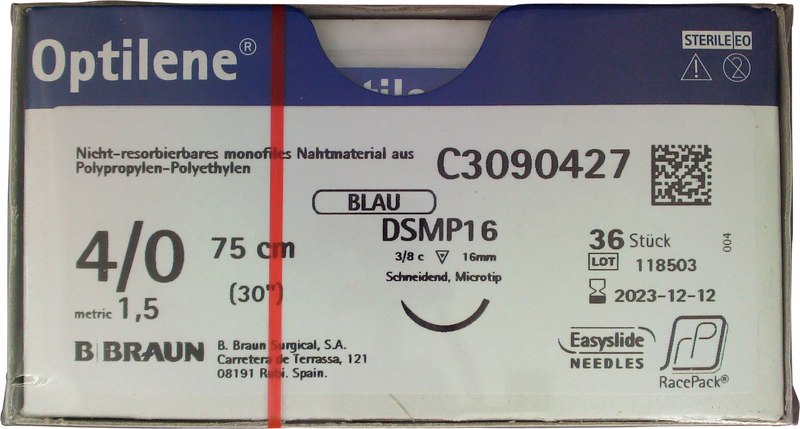 Optilene®
STERILE EO
Nicht-resorbierbares monofiles Nahtmaterial aus
Polypropylen-Polyethylen
C3090427
BLAU
DSMP16
4/0
75 cm
(30")
metric 1,5
3/8 c 16mm
Schneidend, Microtip
36 Stück
LOT 118503
2023-12-12
004
B|BRAUN
B. Braun Surgical, S.A.
Carretera de Terrassa, 121
08191 Rubí. Spain.
Easyslide
NEEDLES
RacePack®